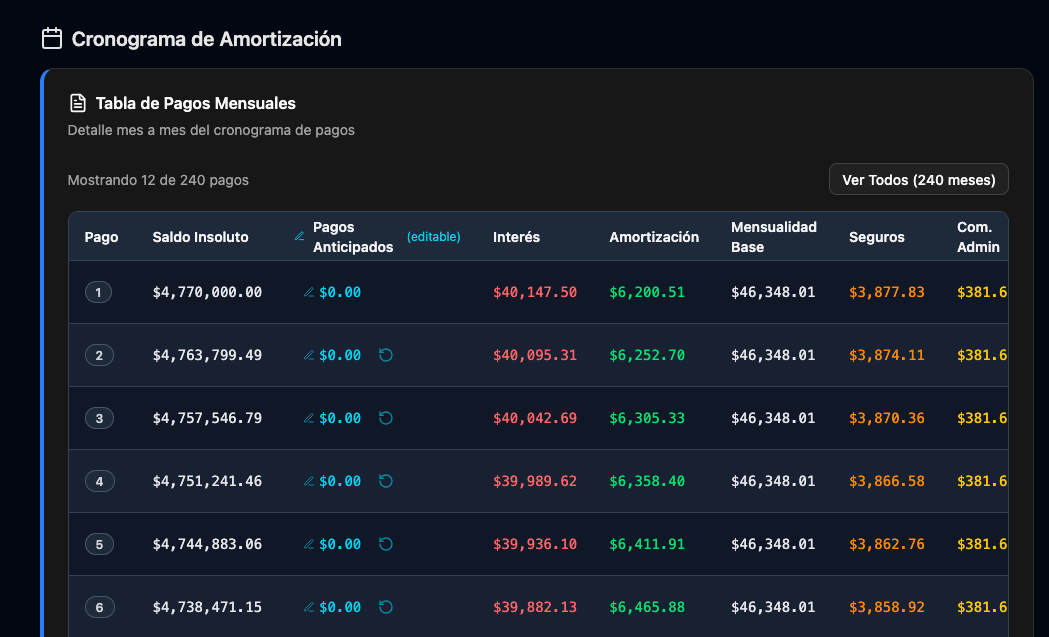 Cronograma de Amortización
Tabla de Pagos Mensuales
Detalle mes a mes del cronograma de pagos
Mostrando 12 de 240 pagos
Ver Todos (240 meses)
Pago Saldo Insoluto Pagos Anticipados (editable) Interés Amortización Mensualidad Base Seguros Com. Admin
1 $4,770,000.00 $0.00 $40,147.50 $6,200.51 $46,348.01 $3,877.83 $381.6
2 $4,763,799.49 $0.00 $40,095.31 $6,252.70 $46,348.01 $3,874.11 $381.6
3 $4,757,546.79 $0.00 $40,042.69 $6,305.33 $46,348.01 $3,870.36 $381.6
4 $4,751,241.46 $0.00 $39,989.62 $6,358.40 $46,348.01 $3,866.58 $381.6
5 $4,744,883.06 $0.00 $39,936.10 $6,411.91 $46,348.01 $3,862.76 $381.6
6 $4,738,471.15 $0.00 $39,882.13 $6,465.88 $46,348.01 $3,858.92 $381.6